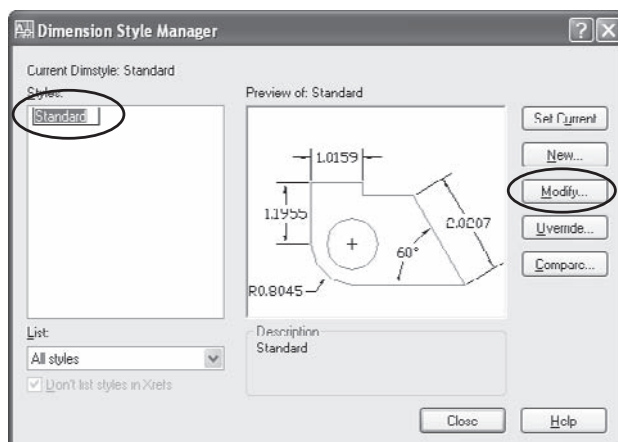 Dimension Style Manager
Current Dimstyle: Standard
Styles:
Standard
Preview of: Standard
1.0159
1.1955
2.0207
60°
R0.8045
Set Current
New...
Modify...
Override...
Compare...
List:
All styles
Don't list styles in Xrefs
Description
Standard
Close
Help